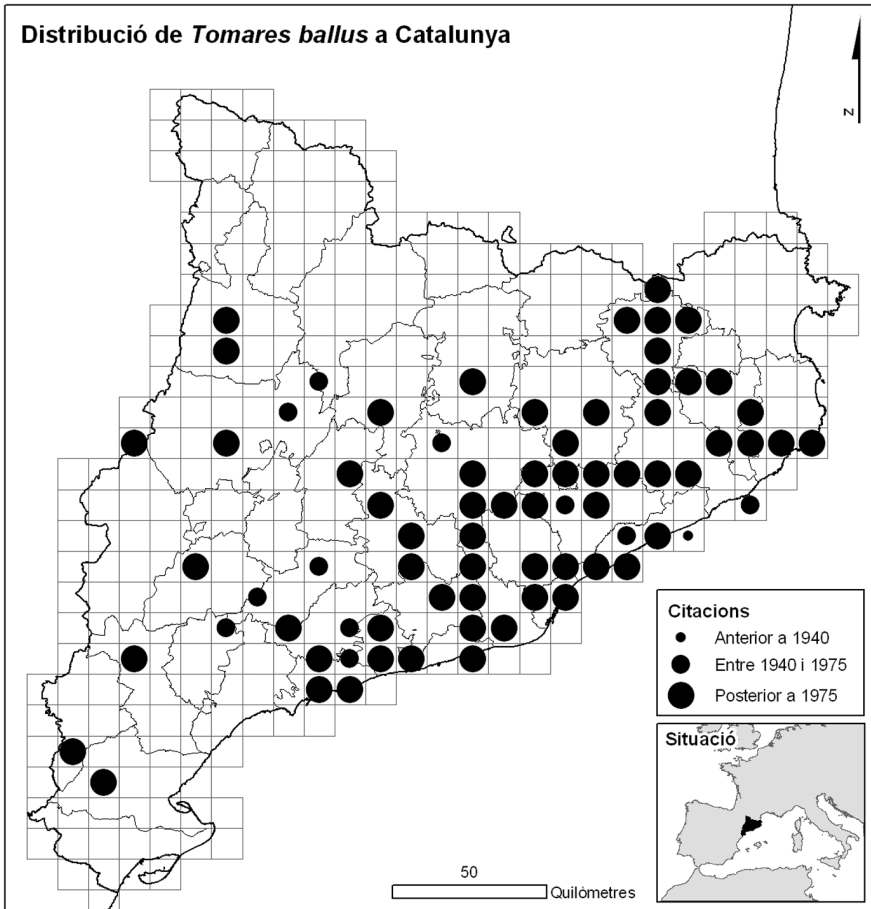 Distribució de Tomares ballus a Catalunya
N
Citacions
Anterior a 1940
Entre 1940 i 1975
Posterior a 1975
Situació
50
Quilòmetres